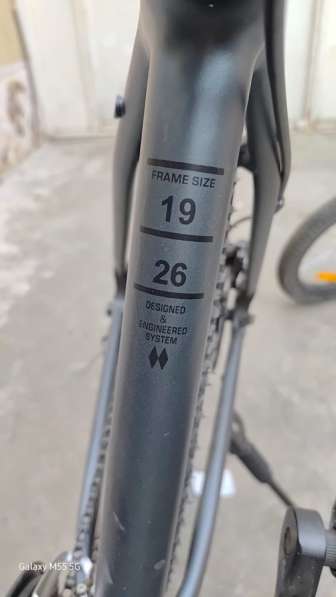 FRAME SIZE
19
26
DESIGNED
&
ENGINEERED
SYSTEM
Galaxy M55 5G